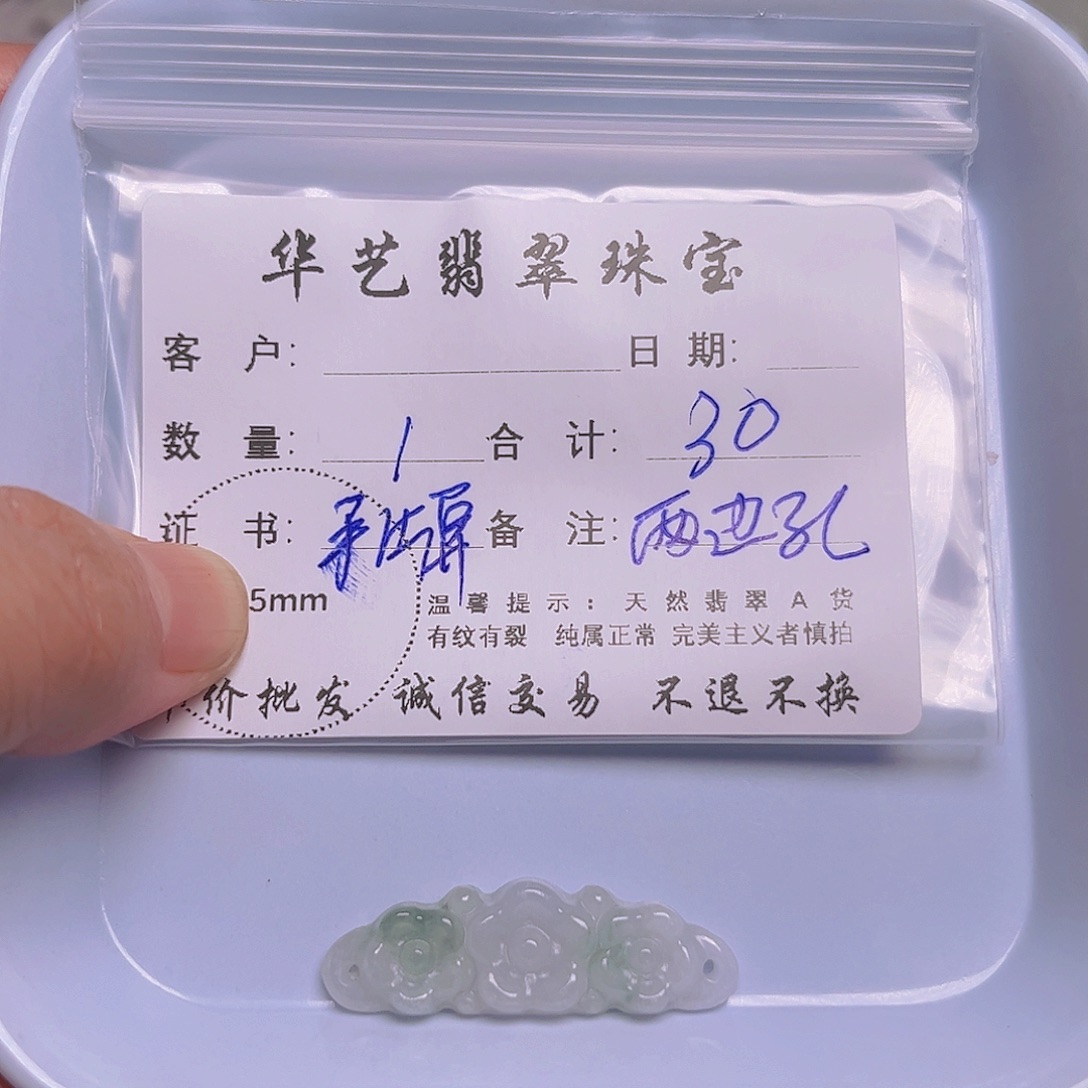 华艺翡翠珠宝
客 户： 日 期：
数 量：1 合 计：30
证 书： 备 注：两边孔
5mm
温馨提示：天然翡翠A货
有纹有裂 纯属正常 完美主义者慎拍
价批发 诚信交易 不退不换